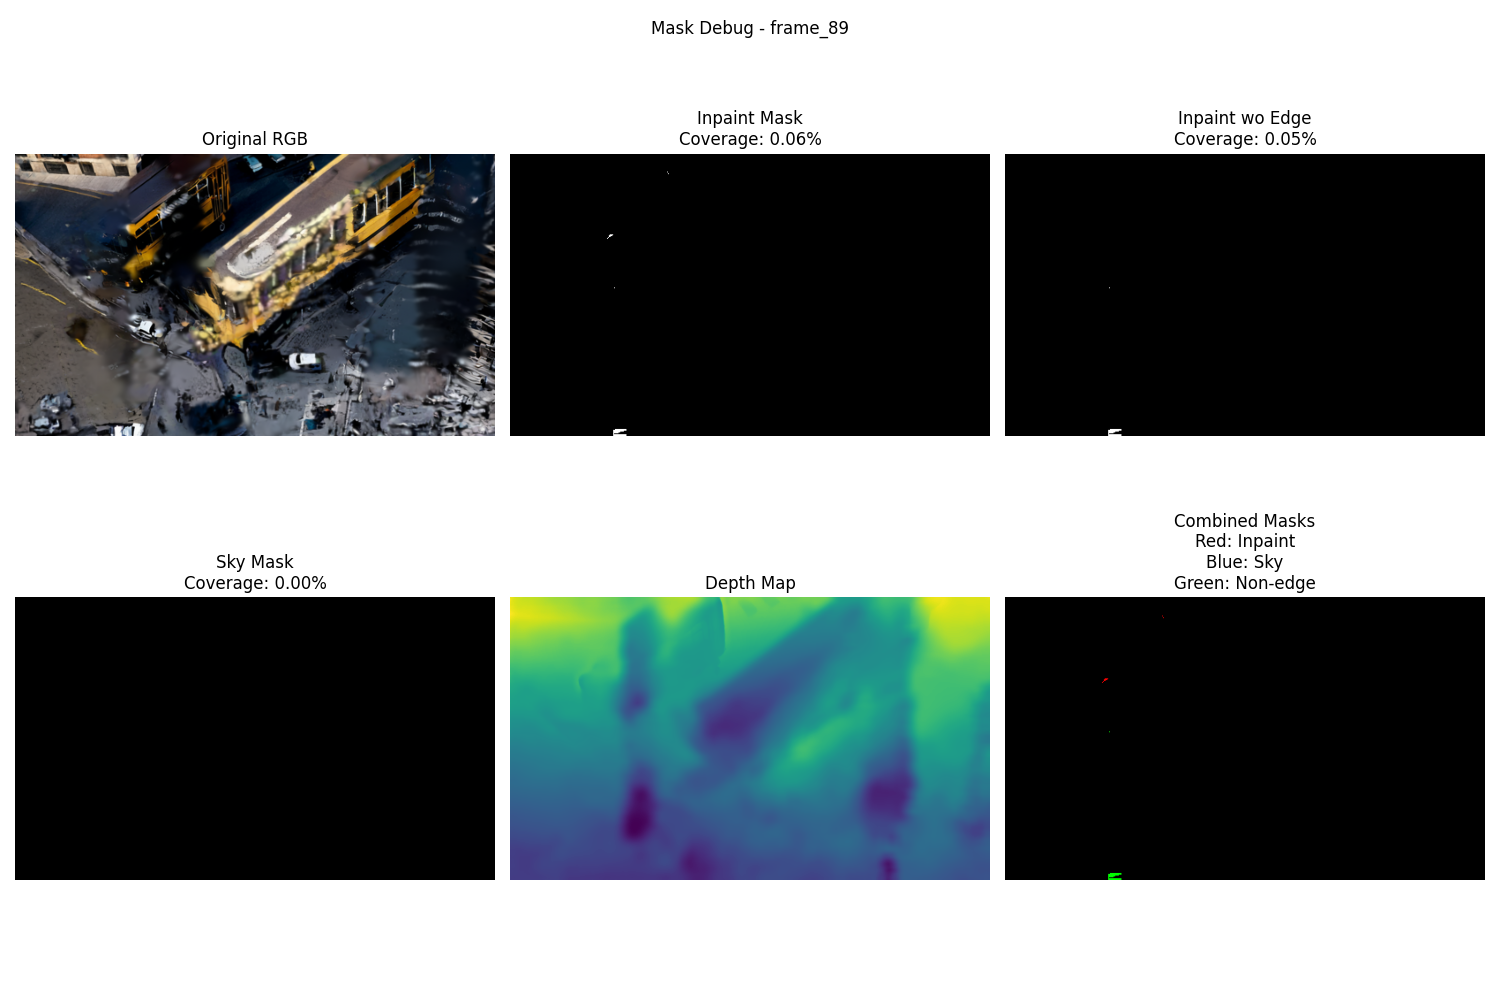 Mask Debug - frame_89
Original RGB
Inpaint Mask
Coverage: 0.06%
Inpaint wo Edge
Coverage: 0.05%
Sky Mask
Coverage: 0.00%
Depth Map
Combined Masks
Red: Inpaint
Blue: Sky
Green: Non-edge